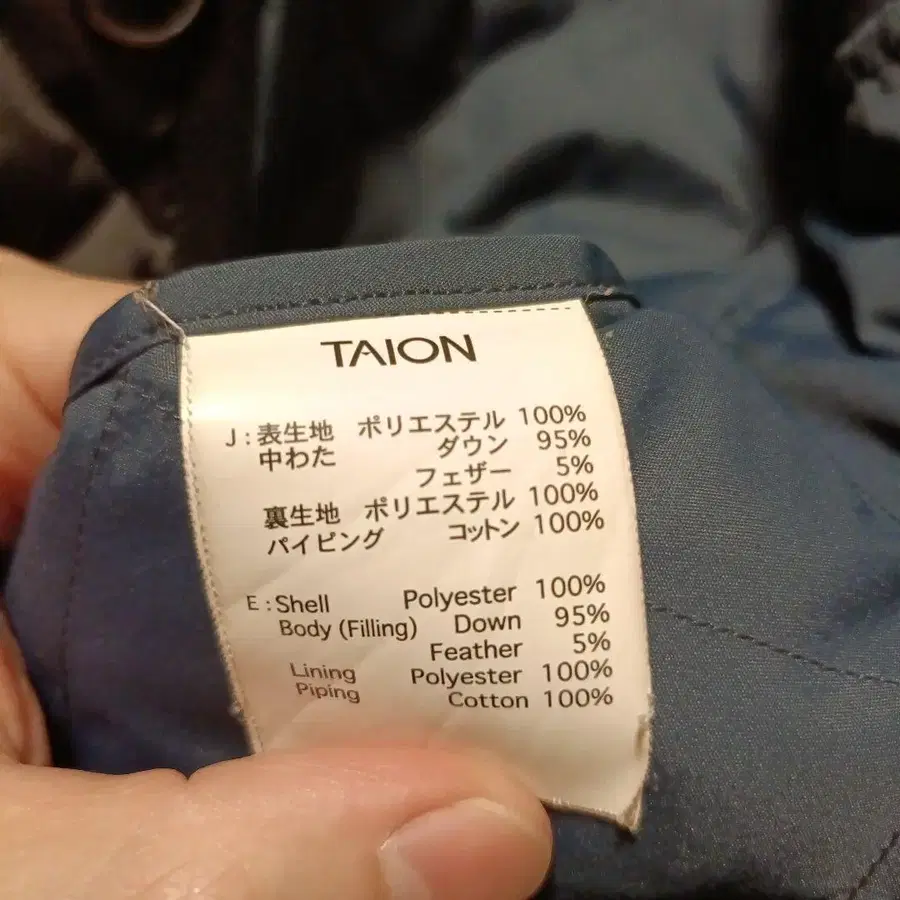 TAION
J : 表生地 ポリエステル 100%
中わた ダウン 95%
フェザー 5%
裏生地 ポリエステル 100%
パイピング コットン 100%
E : Shell Polyester 100%
Body (Filling) Down 95%
Feather 5%
Lining Polyester 100%
Piping Cotton 100%